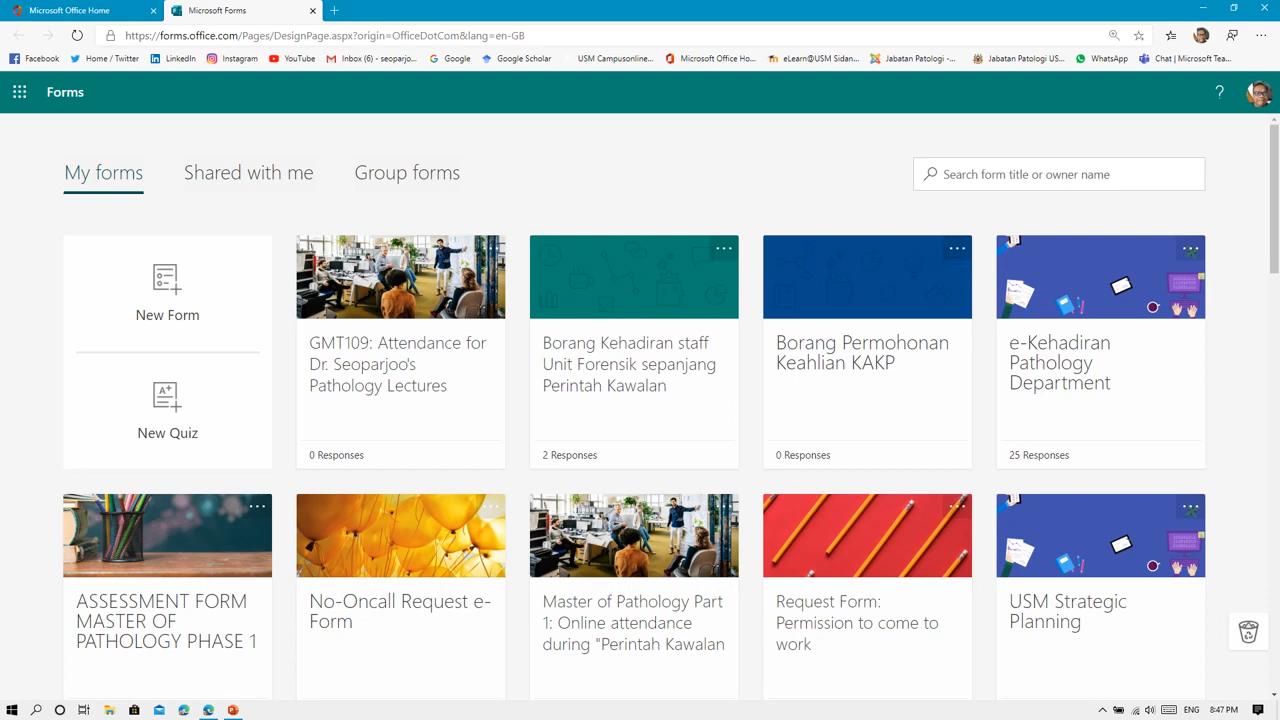 Microsoft Office Home
Microsoft Forms
https://forms.office.com/Pages/DesignPage.aspx?origin=OfficeDotCom&lang=en-GB
Facebook
Home / Twitter
LinkedIn
Instagram
YouTube
Inbox (6) - seoparjo...
Google
Google Scholar
USM Campusonline...
Microsoft Office Ho...
eLearn@USM Sidan...
Jabatan Patologi -...
Jabatan Patologi US...
WhatsApp
Chat | Microsoft Tea...
Forms
?
My forms
Shared with me
Group forms
Search form title or owner name
New Form
New Quiz
GMT109: Attendance for
Dr. Seoparjoo's
Pathology Lectures
0 Responses
Borang Kehadiran staff
Unit Forensik sepanjang
Perintah Kawalan
2 Responses
Borang Permohonan
Keahlian KAKP
0 Responses
e-Kehadiran
Pathology
Department
25 Responses
ASSESSMENT FORM
MASTER OF
PATHOLOGY PHASE 1
No-Oncall Request e-
Form
Master of Pathology Part
1: Online attendance
during "Perintah Kawalan
Request Form:
Permission to come to
work
USM Strategic
Planning
ENG
8:47 PM